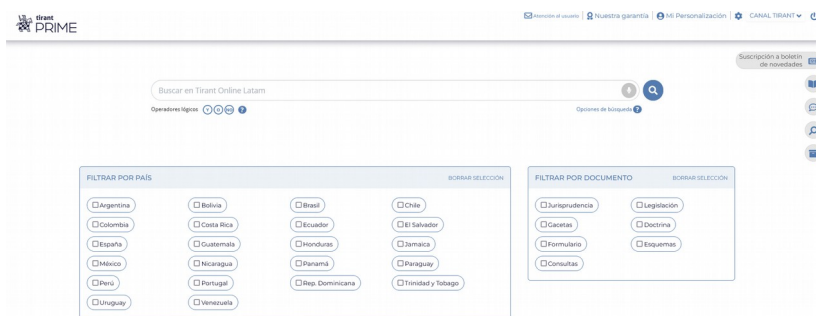 tirant
PRIME
Atención al usuario | Nuestra garantía | Mi Personalización | CANAL TIRANT
Suscripción a boletín
de novedades
Buscar en Tirant Online Latam
Operadores lógicos Y O NO ?
Opciones de búsqueda ?
FILTRAR POR PAÍS BORRAR SELECCIÓN
Argentina Bolivia Brasil Chile
Colombia Costa Rica Ecuador El Salvador
España Guatemala Honduras Jamaica
México Nicaragua Panamá Paraguay
Perú Portugal Rep. Dominicana Trinidad y Tobago
Uruguay Venezuela
FILTRAR POR DOCUMENTO BORRAR SELECCIÓN
Jurisprudencia Legislación
Gacetas Doctrina
Formulario Esquemas
Consultas